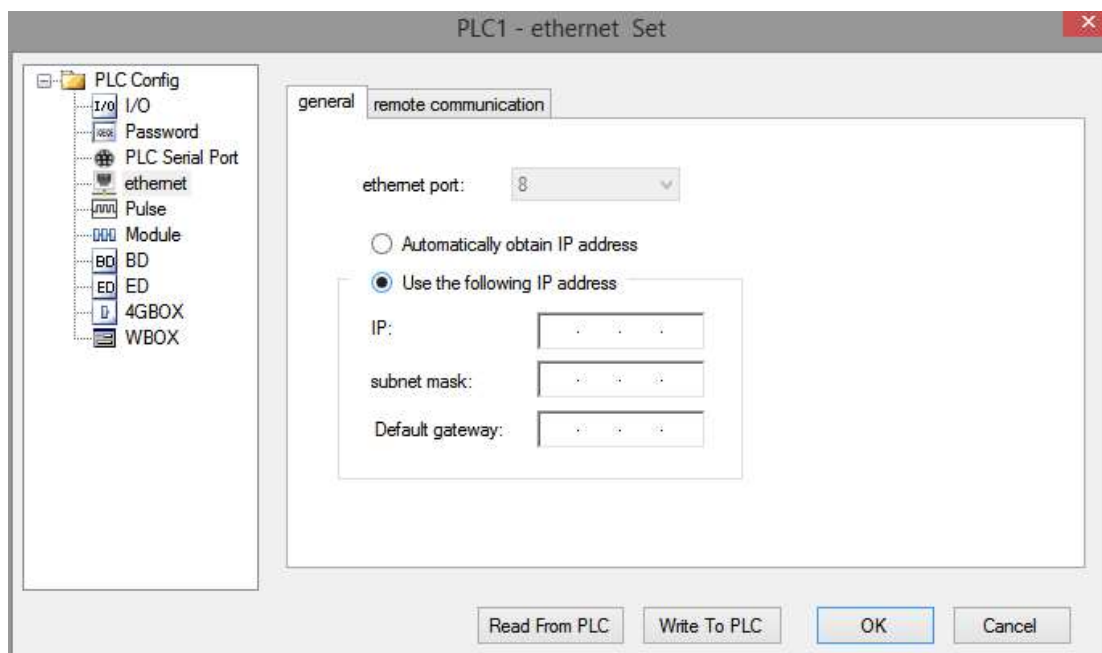 PLC1 - ethernet Set
PLC Config
I/O I/O
Password
PLC Serial Port
ethernet
Pulse
Module
BD BD
ED ED
4GBOX
WBOX
general remote communication
ethernet port: 8
Automatically obtain IP address
Use the following IP address
IP: . . .
subnet mask: . . .
Default gateway: . . .
Read From PLC Write To PLC OK Cancel